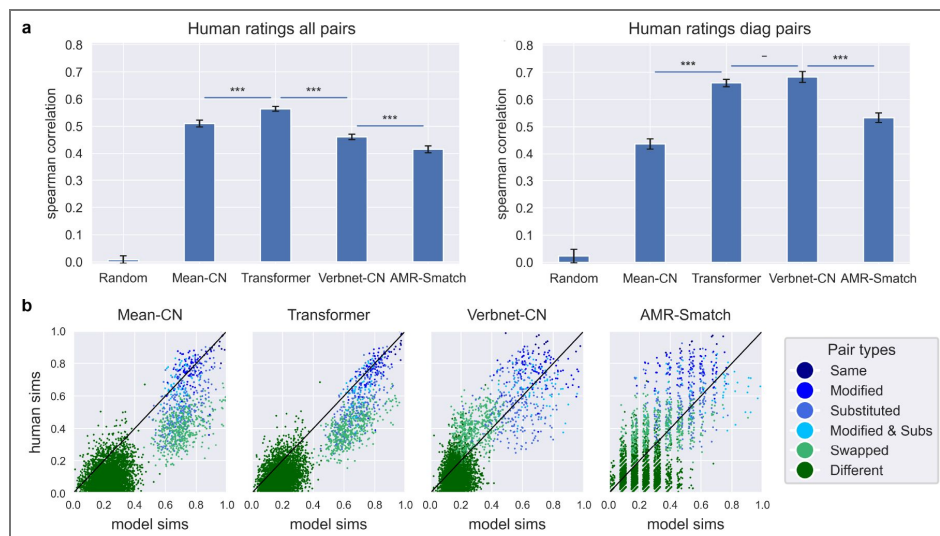 a
Human ratings all pairs
Human ratings diag pairs
spearman correlation
0.8
0.7
0.6
0.5
0.4
0.3
0.2
0.1
0.0
***
***
***
Random Mean-CN Transformer Verbnet-CN AMR-Smatch
spearman correlation
0.8
0.7
0.6
0.5
0.4
0.3
0.2
0.1
0.0
***
–
***
Random Mean-CN Transformer Verbnet-CN AMR-Smatch
b
Mean-CN Transformer Verbnet-CN AMR-Smatch
human sims
1.0
0.8
0.6
0.4
0.2
0.0
0.0 0.2 0.4 0.6 0.8 1.0
0.0 0.2 0.4 0.6 0.8 1.0
0.0 0.2 0.4 0.6 0.8 1.0
0.0 0.2 0.4 0.6 0.8 1.0
model sims model sims model sims model sims
Pair types
Same
Modified
Substituted
Modified & Subs
Swapped
Different